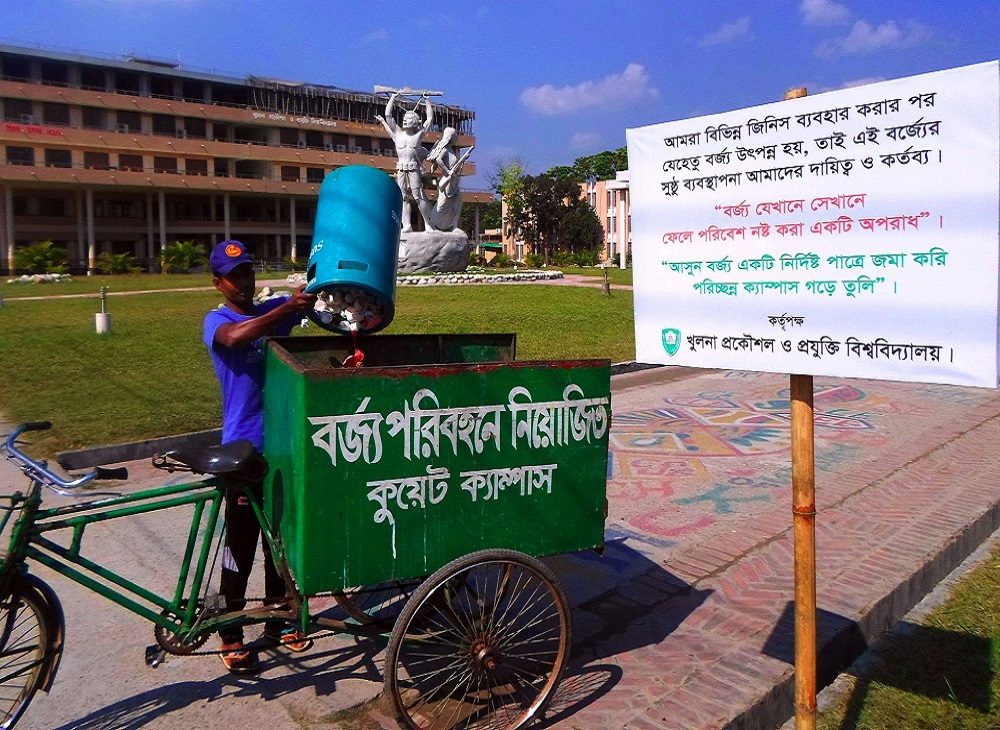 আমরা বিভিন্ন জিনিস ব্যবহার করার পর
যেহেতু বর্জ্য উৎপন্ন হয়, তাই এই বর্জ্যের
সুষ্ঠু ব্যবস্থাপনা আমাদের দায়িত্ব ও কর্তব্য।
“বর্জ্য যেখানে সেখানে
ফেলে পরিবেশ নষ্ট করা একটি অপরাধ”।
“আসুন বর্জ্য একটি নির্দিষ্ট পাত্রে জমা করি
পরিচ্ছন্ন ক্যাম্পাস গড়ে তুলি”।
কর্তৃপক্ষ
খুলনা প্রকৌশল ও প্রযুক্তি বিশ্ববিদ্যালয়।
বর্জ্য পরিবহনে নিয়োজিত
কুয়েট ক্যাম্পাস